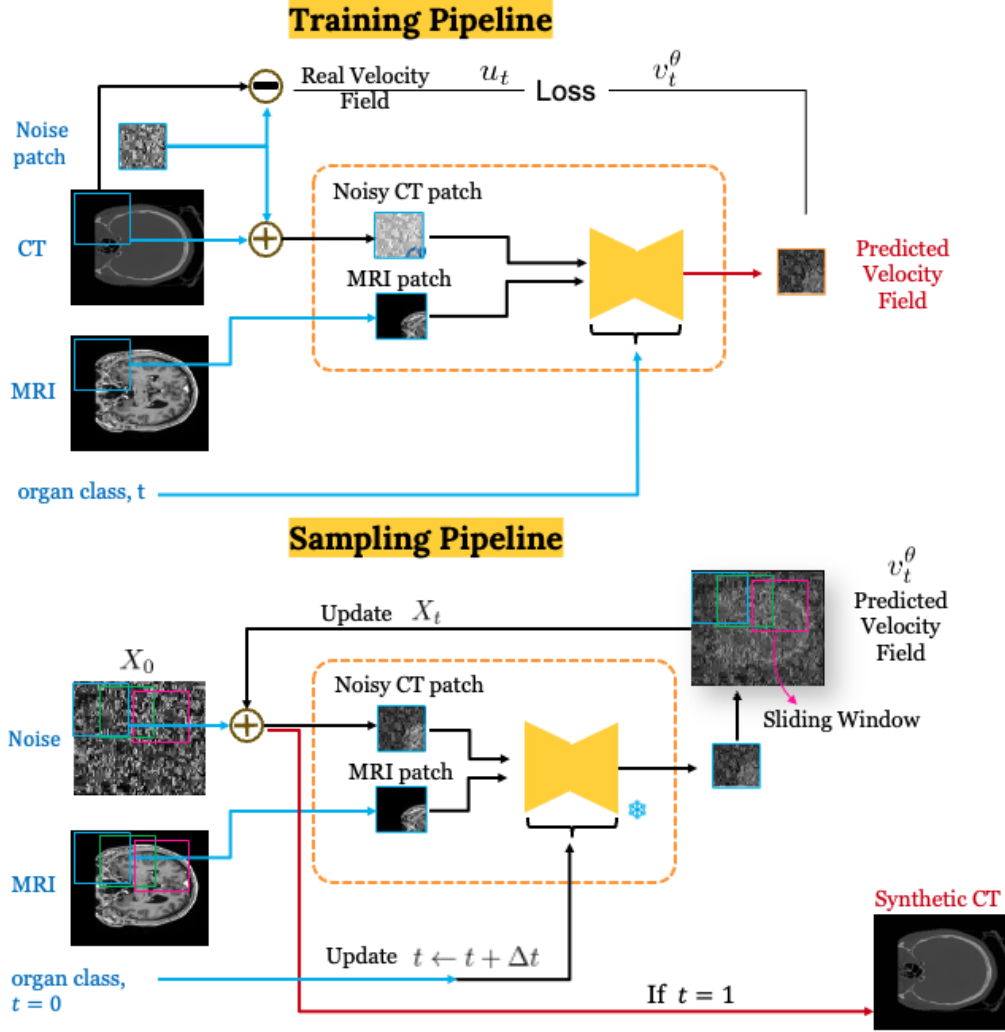 Training Pipeline
Real Velocity
Field
u_t
Loss
v_t^θ
Noise
patch
Noisy CT patch
CT
MRI patch
Predicted
Velocity
Field
MRI
organ class, t
Sampling Pipeline
v_t^θ
Predicted
Velocity
Field
Update X_t
X_0
Noisy CT patch
Sliding Window
Noise
MRI patch
MRI
Synthetic CT
Update t ← t + Δt
organ class,
t = 0
If t = 1